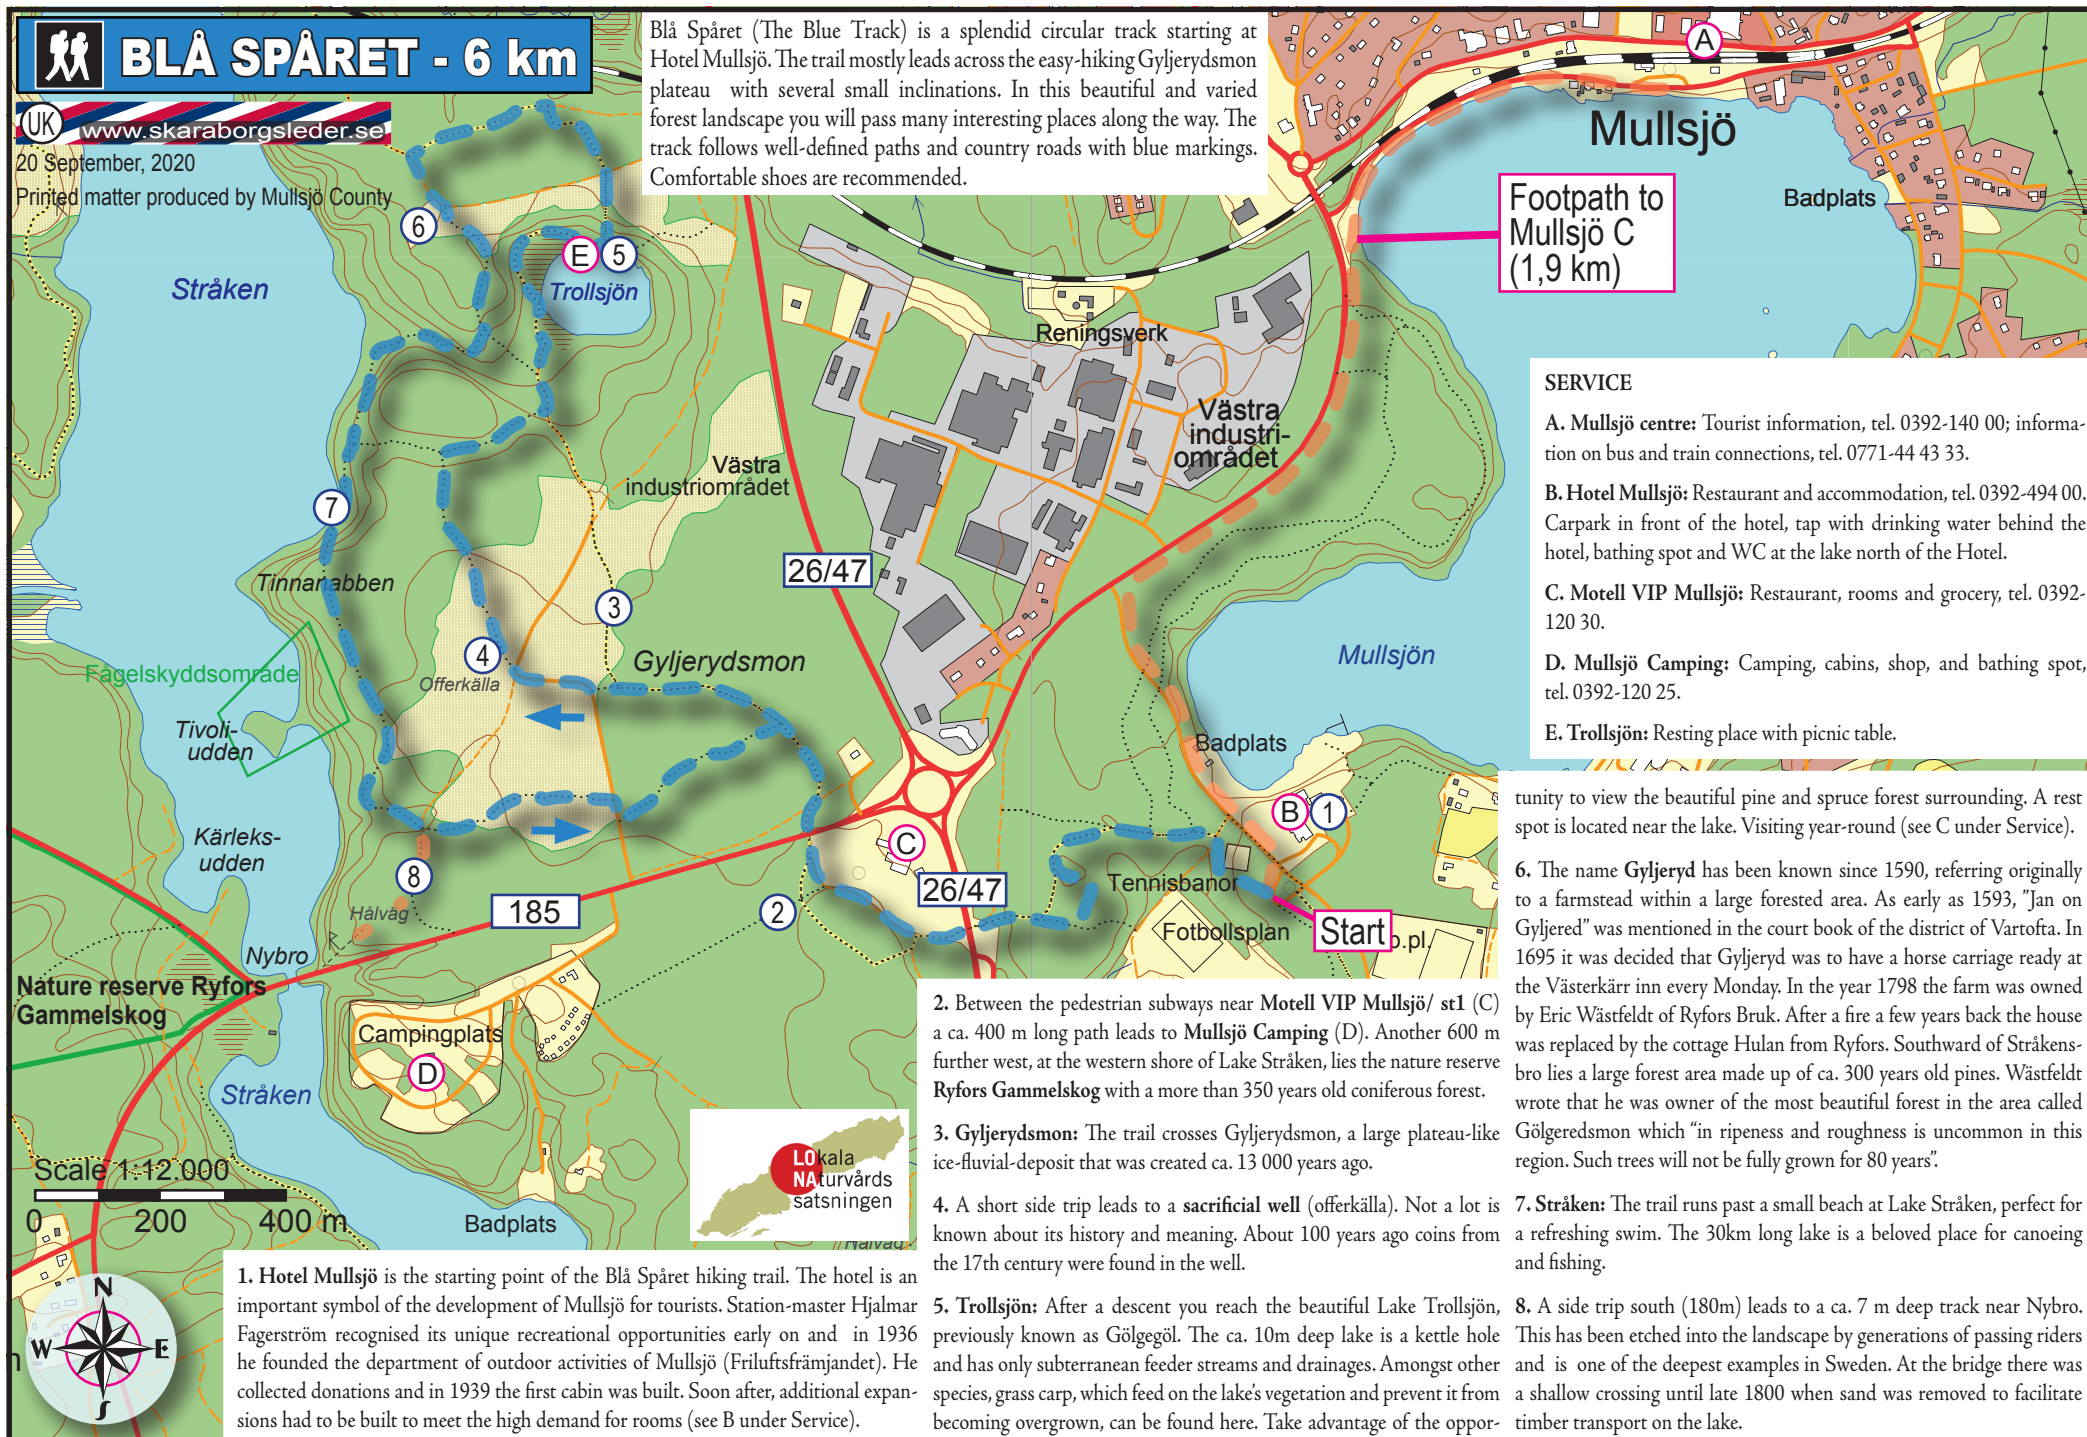 BLÅ SPÅRET - 6 km
UK
www.skaraborgsleder.se
20 September, 2020
Printed matter produced by Mullsjö County
Blå Spåret (The Blue Track) is a splendid circular track starting at
Hotel Mullsjö. The trail mostly leads across the easy-hiking Gyljerydsmon
plateau with several small inclinations. In this beautiful and varied
forest landscape you will pass many interesting places along the way. The
track follows well-defined paths and country roads with blue markings.
Comfortable shoes are recommended.
A
Mullsjö
Badplats
Footpath to
Mullsjö C
(1,9 km)
6
E
5
Stråken
Trollsjön
Reningsverk
Västra
industri-
området
Västra
industriområdet
7
26/47
Tinnarabben
3
4
Offerkälla
Gyljerydsmon
Mullsjön
Fågelskyddsområde
Tivoli-
udden
Badplats
B
1
Kärleks-
udden
C
8
26/47
Tennisbanor
2
185
Hålväg
Fotbollsplan
Start
p.pl.
Nybro
Nature reserve Ryfors
Gammelskog
Campingplats
D
Stråken
Scale 1:12.000
0
200
400 m
Badplats
LOkala
NAturvårds
satsningen
Hålväg
N
W
E
S
SERVICE
A. Mullsjö centre: Tourist information, tel. 0392-140 00; informa-
tion on bus and train connections, tel. 0771-44 43 33.
B. Hotel Mullsjö: Restaurant and accommodation, tel. 0392-494 00.
Carpark in front of the hotel, tap with drinking water behind the
hotel, bathing spot and WC at the lake north of the Hotel.
C. Motell VIP Mullsjö: Restaurant, rooms and grocery, tel. 0392-
120 30.
D. Mullsjö Camping: Camping, cabins, shop, and bathing spot,
tel. 0392-120 25.
E. Trollsjön: Resting place with picnic table.
1. Hotel Mullsjö is the starting point of the Blå Spåret hiking trail. The hotel is an
important symbol of the development of Mullsjö for tourists. Station-master Hjalmar
Fagerström recognised its unique recreational opportunities early on and in 1936
he founded the department of outdoor activities of Mullsjö (Friluftsfrämjandet). He
collected donations and in 1939 the first cabin was built. Soon after, additional expan-
sions had to be built to meet the high demand for rooms (see B under Service).
2. Between the pedestrian subways near Motell VIP Mullsjö/ st1 (C)
a ca. 400 m long path leads to Mullsjö Camping (D). Another 600 m
further west, at the western shore of Lake Stråken, lies the nature reserve
Ryfors Gammelskog with a more than 350 years old coniferous forest.
3. Gyljerydsmon: The trail crosses Gyljerydsmon, a large plateau-like
ice-fluvial-deposit that was created ca. 13 000 years ago.
4. A short side trip leads to a sacrificial well (offerkälla). Not a lot is
known about its history and meaning. About 100 years ago coins from
the 17th century were found in the well.
5. Trollsjön: After a descent you reach the beautiful Lake Trollsjön,
previously known as Gölgegöl. The ca. 10m deep lake is a kettle hole
and has only subterranean feeder streams and drainages. Amongst other
species, grass carp, which feed on the lake's vegetation and prevent it from
becoming overgrown, can be found here. Take advantage of the oppor-
tunity to view the beautiful pine and spruce forest surrounding. A rest
spot is located near the lake. Visiting year-round (see C under Service).
6. The name Gyljeryd has been known since 1590, referring originally
to a farmstead within a large forested area. As early as 1593, "Jan on
Gyljered" was mentioned in the court book of the district of Vartofta. In
1695 it was decided that Gyljeryd was to have a horse carriage ready at
the Västerkärr inn every Monday. In the year 1798 the farm was owned
by Eric Wästfeldt of Ryfors Bruk. After a fire a few years back the house
was replaced by the cottage Hulan from Ryfors. Southward of Stråkens-
bro lies a large forest area made up of ca. 300 years old pines. Wästfeldt
wrote that he was owner of the most beautiful forest in the area called
Gölgeredsmon which “in ripeness and roughness is uncommon in this
region. Such trees will not be fully grown for 80 years”.
7. Stråken: The trail runs past a small beach at Lake Stråken, perfect for
a refreshing swim. The 30km long lake is a beloved place for canoeing
and fishing.
8. A side trip south (180m) leads to a ca. 7 m deep track near Nybro.
This has been etched into the landscape by generations of passing riders
and is one of the deepest examples in Sweden. At the bridge there was
a shallow crossing until late 1800 when sand was removed to facilitate
timber transport on the lake.